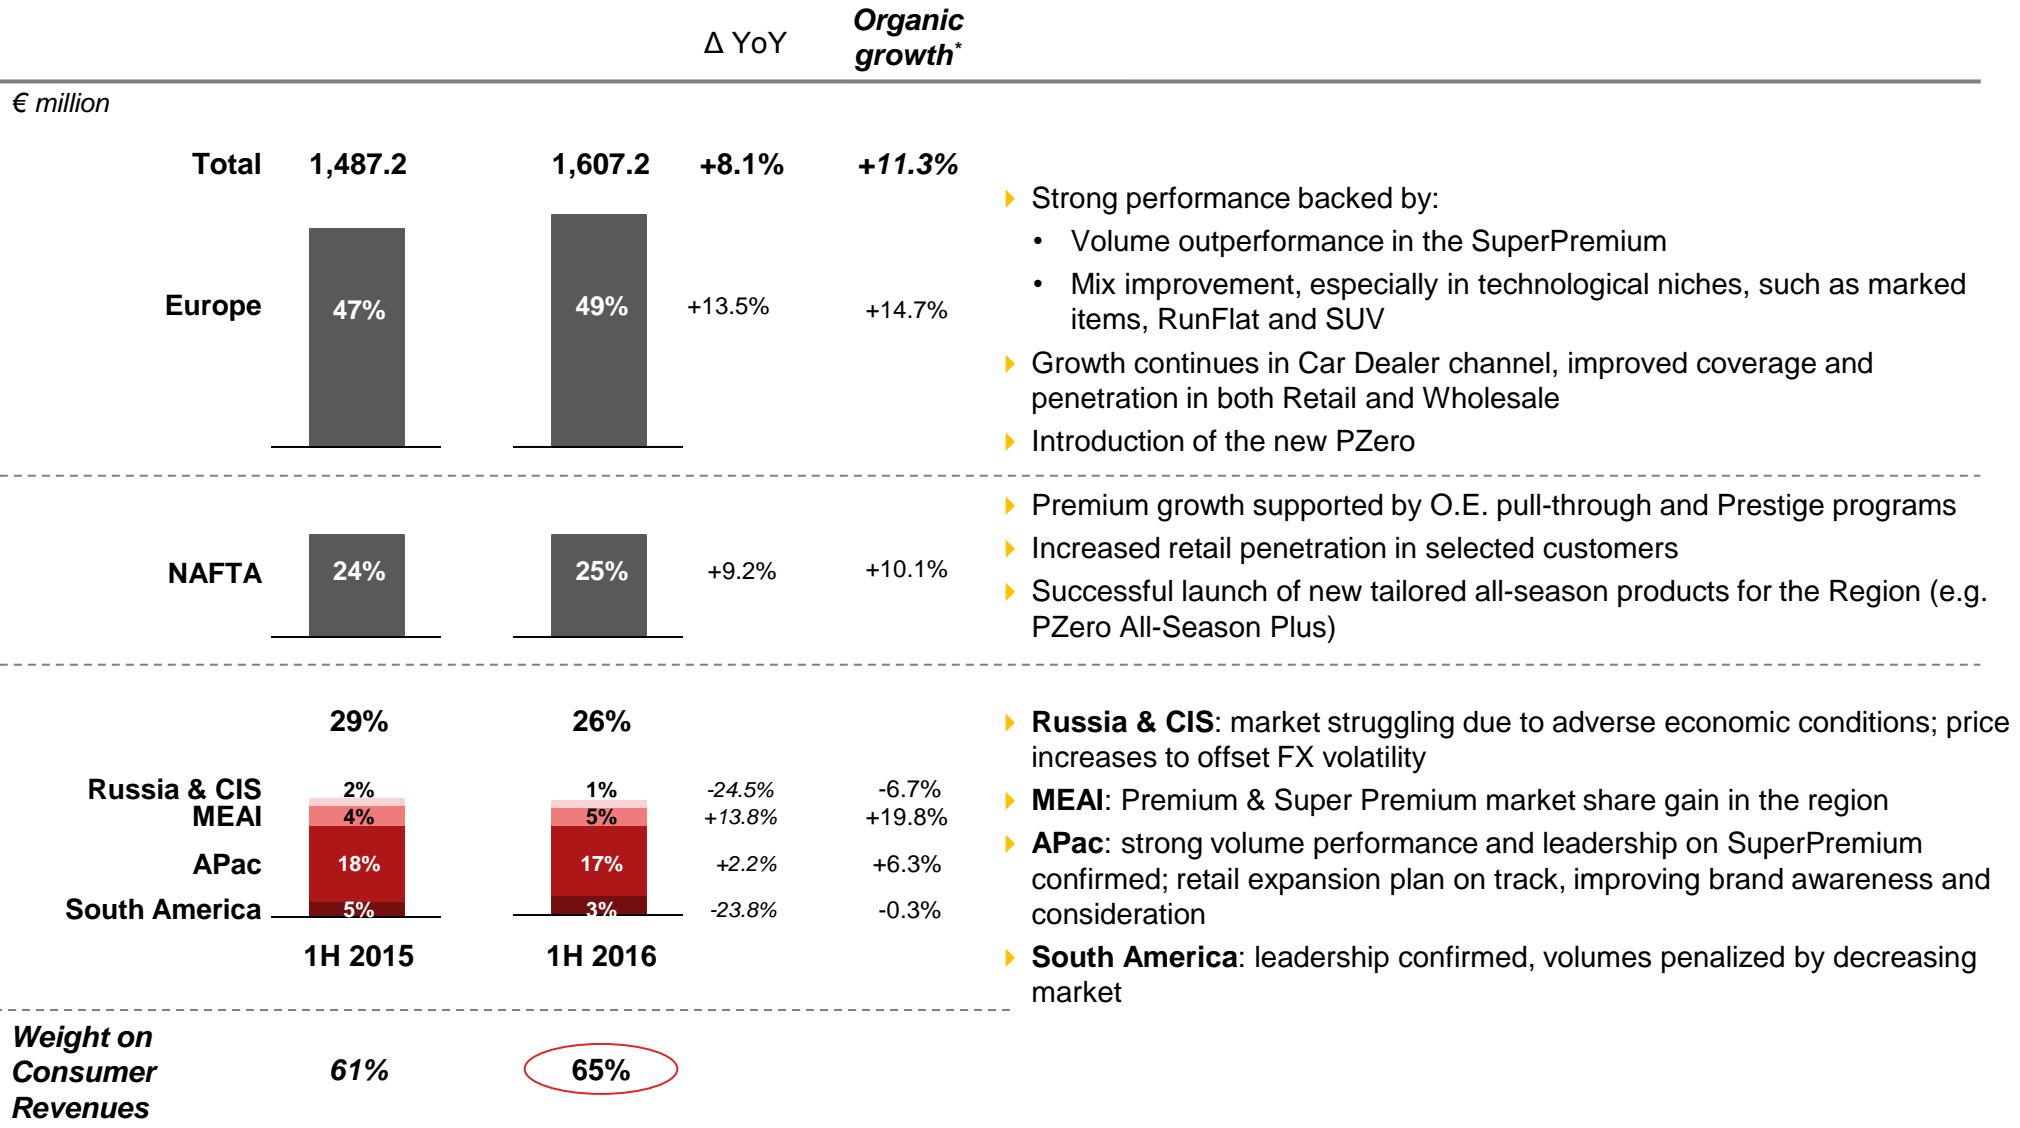 Δ YoY
Organic
growth*
€ million
Total 1,487.2 1,607.2 +8.1% +11.3%
Europe 47% 49% +13.5% +14.7%
Strong performance backed by:
• Volume outperformance in the SuperPremium
• Mix improvement, especially in technological niches, such as marked
items, RunFlat and SUV
Growth continues in Car Dealer channel, improved coverage and
penetration in both Retail and Wholesale
Introduction of the new PZero
NAFTA 24% 25% +9.2% +10.1%
Premium growth supported by O.E. pull-through and Prestige programs
Increased retail penetration in selected customers
Successful launch of new tailored all-season products for the Region (e.g.
PZero All-Season Plus)
29% 26%
Russia & CIS 2% 1% -24.5% -6.7%
MEAI 4% 5% +13.8% +19.8%
APac 18% 17% +2.2% +6.3%
South America 5% 3% -23.8% -0.3%
1H 2015 1H 2016
Russia & CIS: market struggling due to adverse economic conditions; price
increases to offset FX volatility
MEAI: Premium & Super Premium market share gain in the region
APac: strong volume performance and leadership on SuperPremium
confirmed; retail expansion plan on track, improving brand awareness and
consideration
South America: leadership confirmed, volumes penalized by decreasing
market
Weight on
Consumer 61% 65%
Revenues